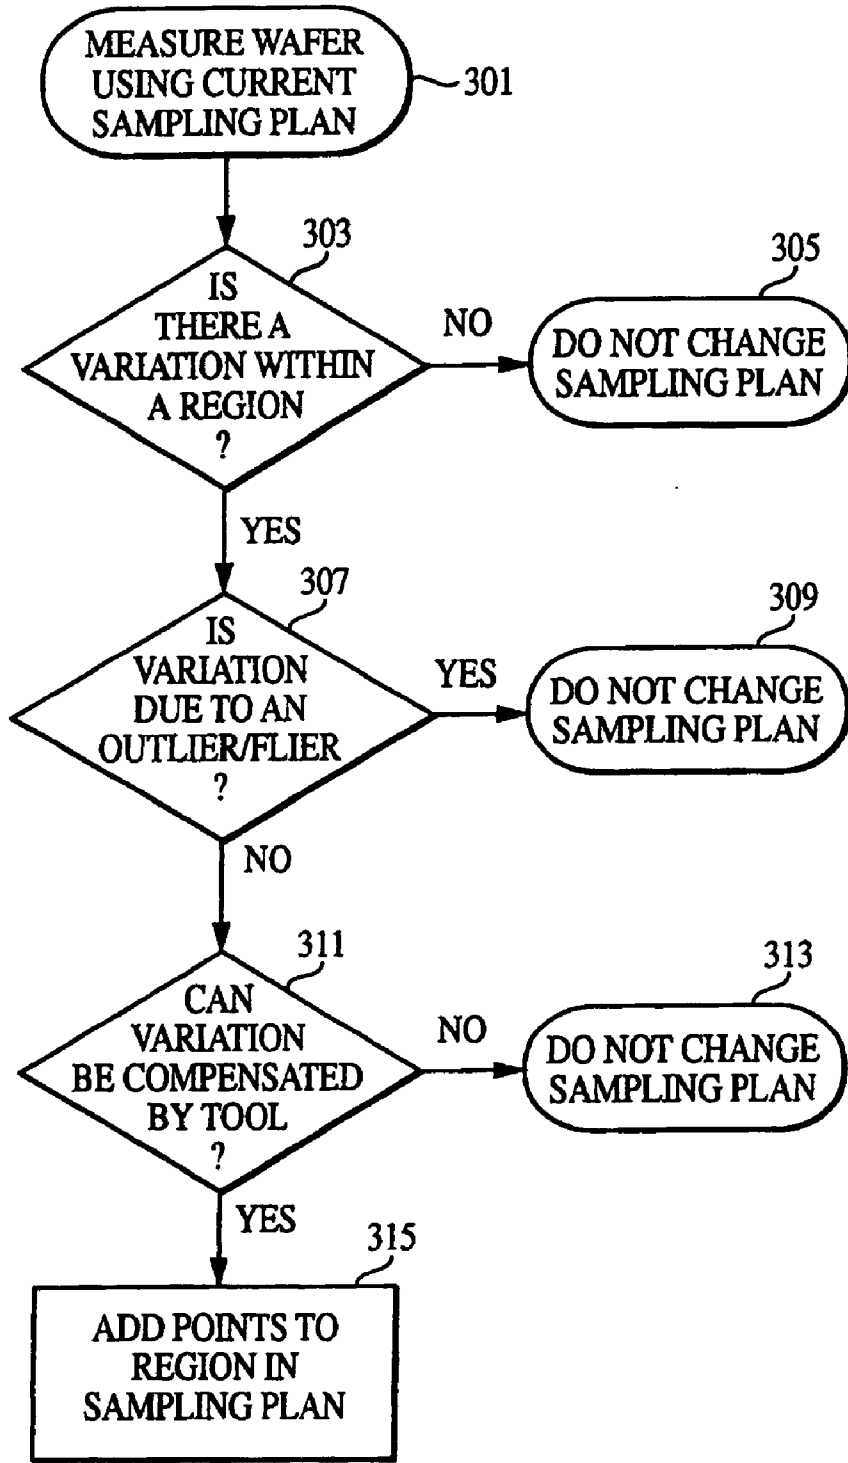 MEASURE WAFER
USING CURRENT
SAMPLING PLAN
301
303
IS
THERE A
VARIATION WITHIN
A REGION
?
NO
305
DO NOT CHANGE
SAMPLING PLAN
YES
307
IS
VARIATION
DUE TO AN
OUTLIER/FLIER
?
YES
309
DO NOT CHANGE
SAMPLING PLAN
NO
311
CAN
VARIATION
BE COMPENSATED
BY TOOL
?
NO
313
DO NOT CHANGE
SAMPLING PLAN
YES
315
ADD POINTS TO
REGION IN
SAMPLING PLAN